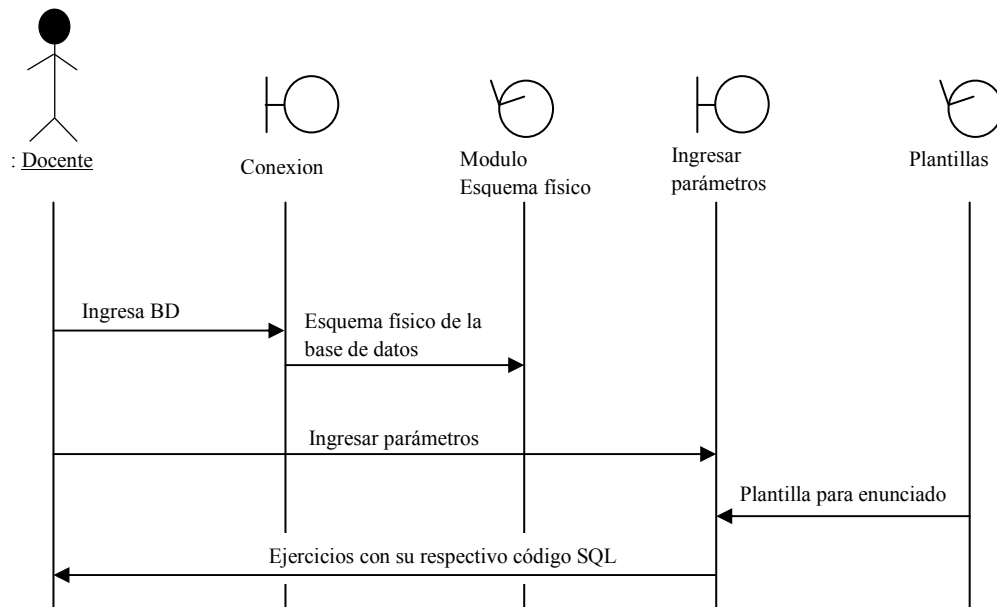 : Docente
Conexion
Modulo
Esquema físico
Ingresar
parámetros
Plantillas
Ingresa BD
Esquema físico de la
base de datos
Ingresar parámetros
Plantilla para enunciado
Ejercicios con su respectivo código SQL